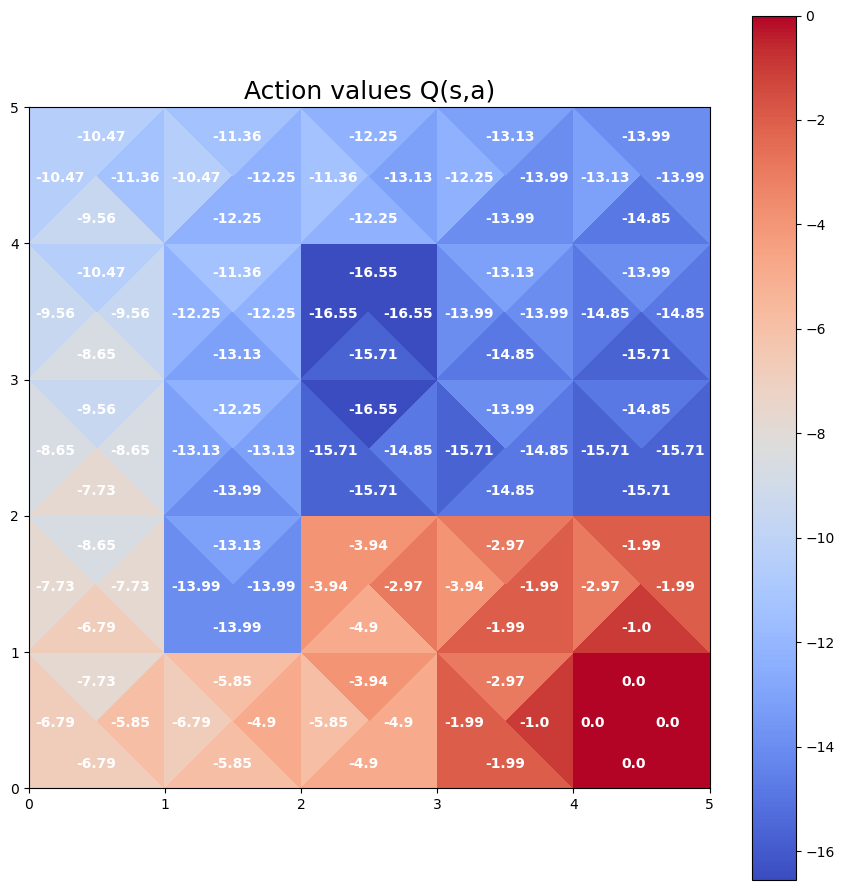 0
Action values Q(s,a)
5
-10.47 -11.36 -12.25 -13.13 -13.99
-10.47 -11.36 -10.47 -12.25 -11.36 -13.13 -12.25 -13.99 -13.13 -13.99
-9.56 -12.25 -12.25 -13.99 -14.85
4
-10.47 -11.36 -16.55 -13.13 -13.99
-9.56 -9.56 -12.25 -12.25 -16.55 -16.55 -13.99 -13.99 -14.85 -14.85
-8.65 -13.13 -15.71 -14.85 -15.71
3
-9.56 -12.25 -16.55 -13.99 -14.85
-8.65 -8.65 -13.13 -13.13 -15.71 -14.85 -15.71 -14.85 -15.71 -15.71
-7.73 -13.99 -15.71 -14.85 -15.71
2
-8.65 -13.13 -3.94 -2.97 -1.99
-7.73 -7.73 -13.99 -13.99 -3.94 -2.97 -3.94 -1.99 -2.97 -1.99
-6.79 -13.99 -4.9 -1.99 -1.0
1
-7.73 -5.85 -3.94 -2.97 0.0
-6.79 -5.85 -6.79 -4.9 -5.85 -4.9 -1.99 -1.0 0.0 0.0
-6.79 -5.85 -4.9 -1.99 0.0
0
0 1 2 3 4 5
−2
−4
−6
−8
−10
−12
−14
−16